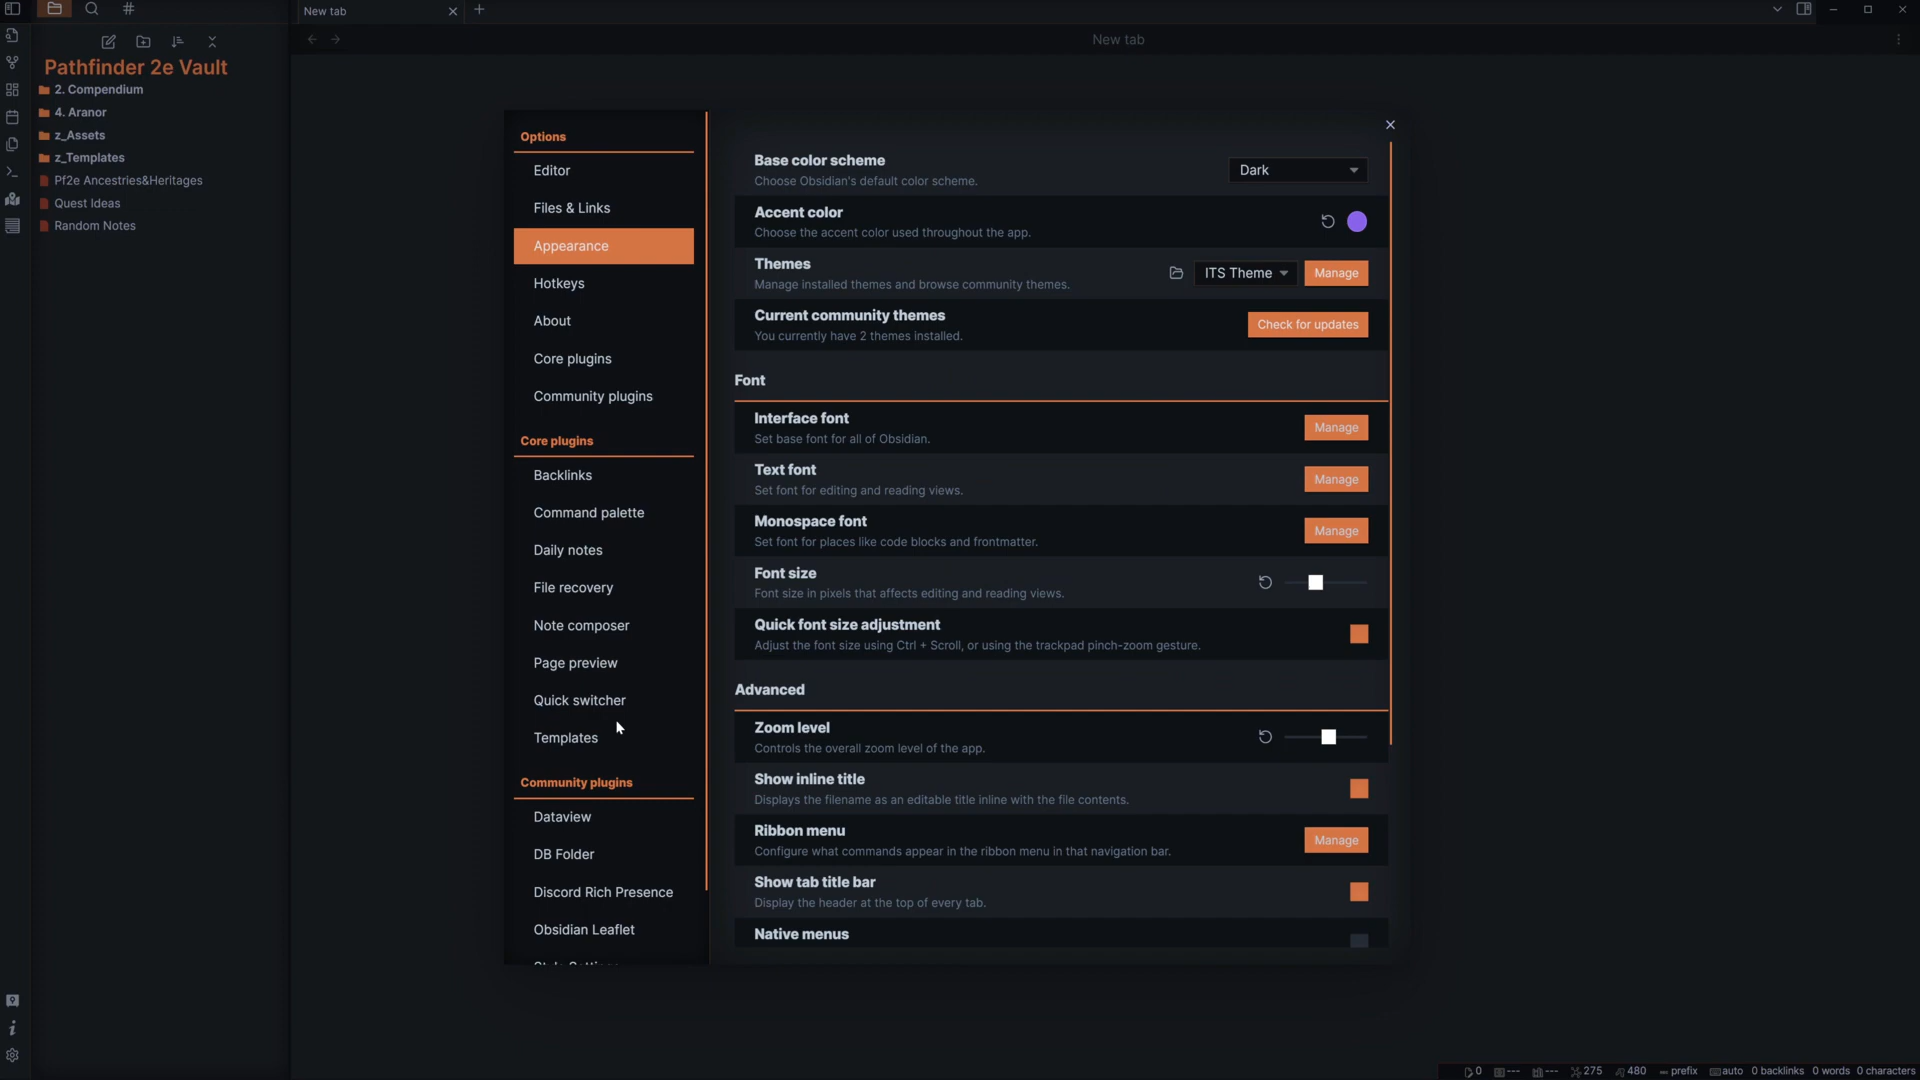 New tab
New tab
Pathfinder 2e Vault
2. Compendium
4. Aranor
z_Assets
z_Templates
Pf2e Ancestries&Heritages
Quest Ideas
Random Notes
Options
Editor
Files & Links
Appearance
Hotkeys
About
Core plugins
Community plugins
Core plugins
Backlinks
Command palette
Daily notes
File recovery
Note composer
Page preview
Quick switcher
Templates
Community plugins
Dataview
DB Folder
Discord Rich Presence
Obsidian Leaflet
Style Settings
Base color scheme
Choose Obsidian's default color scheme.
Dark
Accent color
Choose the accent color used throughout the app.
Themes
Manage installed themes and browse community themes.
ITS Theme
Manage
Current community themes
You currently have 2 themes installed.
Check for updates
Font
Interface font
Set base font for all of Obsidian.
Manage
Text font
Set font for editing and reading views.
Manage
Monospace font
Set font for places like code blocks and frontmatter.
Manage
Font size
Font size in pixels that affects editing and reading views.
Quick font size adjustment
Adjust the font size using Ctrl + Scroll, or using the trackpad pinch-zoom gesture.
Advanced
Zoom level
Controls the overall zoom level of the app.
Show inline title
Displays the filename as an editable title inline with the file contents.
Ribbon menu
Configure what commands appear in the ribbon menu in that navigation bar.
Manage
Show tab title bar
Display the header at the top of every tab.
Native menus
0 --- --- 275 480 prefix auto 0 backlinks 0 words 0 characters